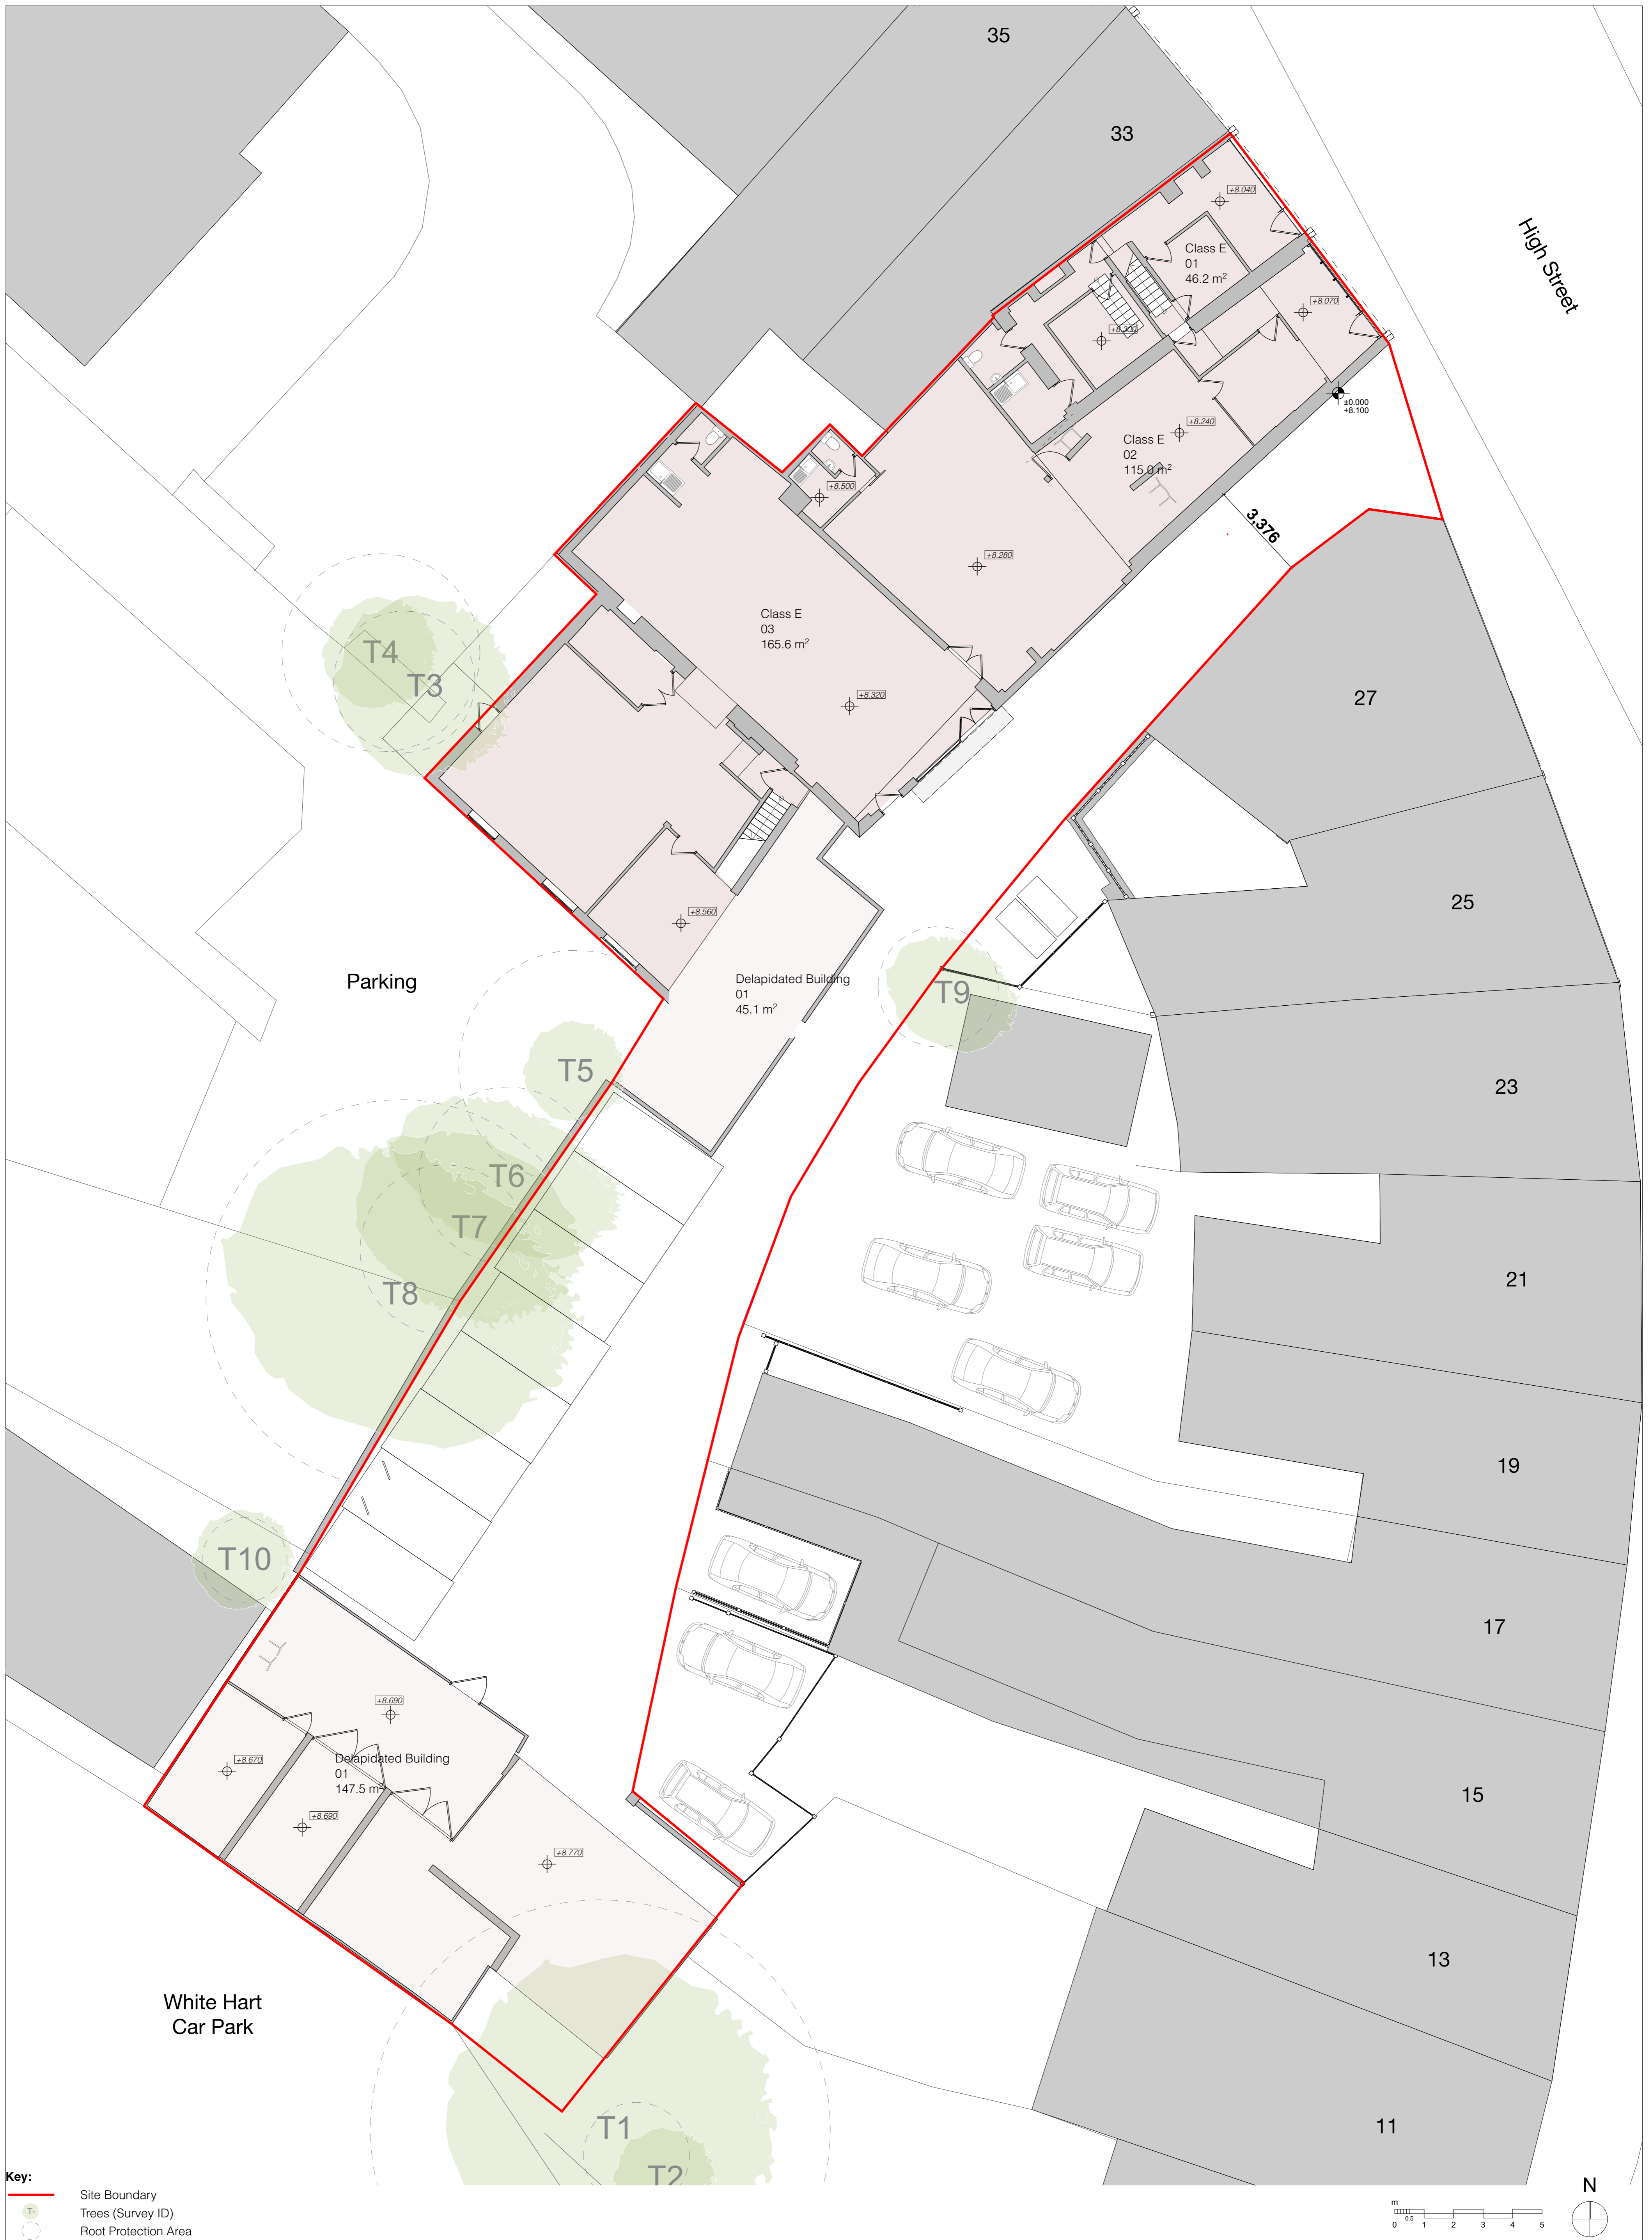 35
33
+8.040
High Street
Class E
01
46.2 m²
+8.070
+8.300
±0.000
+8.100
+8.240
Class E
02
115.0 m²
+8.500
3,376
+8.280
Class E
03
165.6 m²
T4
T3
27
+8.320
25
+8.560
Parking
Delapidated Building
01
45.1 m²
T9
T5
23
T6
T7
T8
21
19
T10
17
+8.690
+8.670
Delapidated Building
01
147.5 m²
15
+8.690
+8.770
13
White Hart
Car Park
T1
11
T2
Key:
Site Boundary
T-
Trees (Survey ID)
Root Protection Area
N
m
0.5
0 1 2 3 4 5